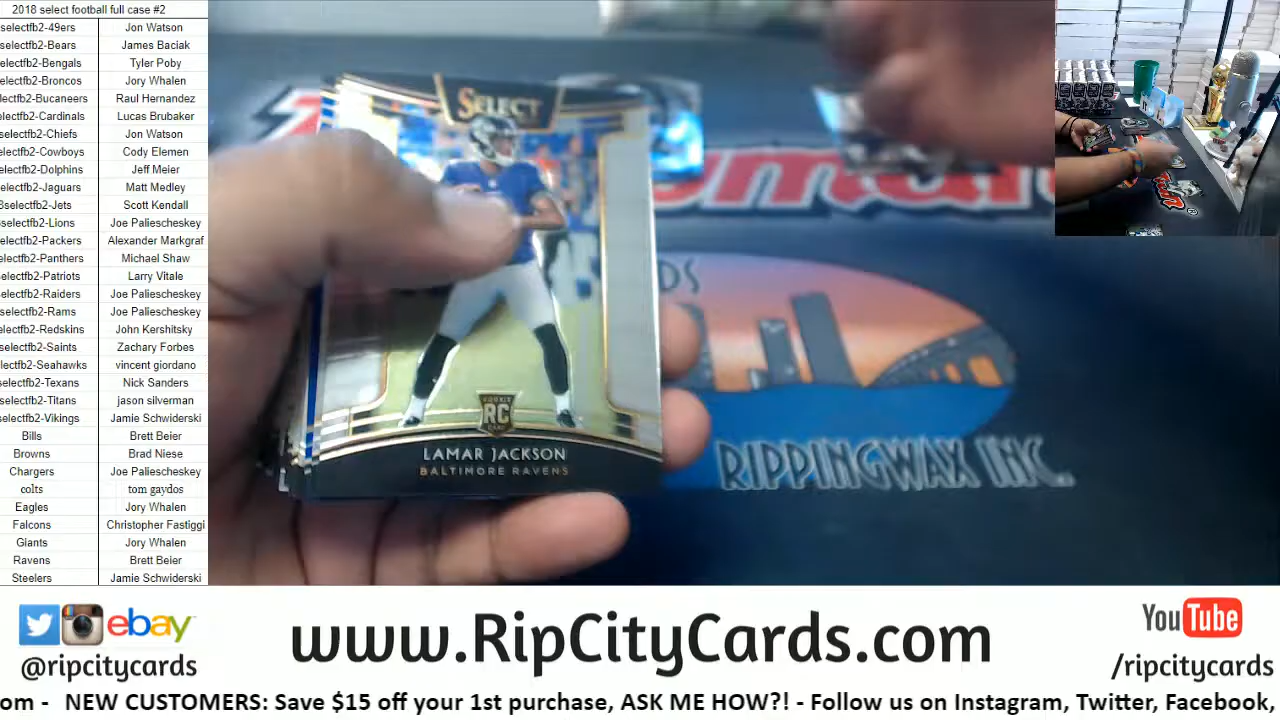 2018 select football full case #2
selectfb2-49ers Jon Watson
selectfb2-Bears James Baciak
electfb2-Bengals Tyler Poby
electfb2-Broncos Jory Whalen
lectfb2-Bucaneers Raul Hernandez
electfb2-Cardinals Lucas Brubaker
electfb2-Chiefs Jon Watson
electfb2-Cowboys Cody Elemen
electfb2-Dolphins Jeff Meier
electfb2-Jaguars Matt Medley
selectfb2-Jets Scott Kendall
selectfb2-Lions Joe Paliescheskey
electfb2-Packers Alexander Markgraf
electfb2-Panthers Michael Shaw
electfb2-Patriots Larry Vitale
electfb2-Raiders Joe Paliescheskey
electfb2-Rams Joe Paliescheskey
electfb2-Redskins John Kershitsky
electfb2-Saints Zachary Forbes
lectfb2-Seahawks vincent giordano
electfb2-Texans Nick Sanders
selectfb2-Titans jason silverman
selectfb2-Vikings Jamie Schwiderski
Bills Brett Beier
Browns Brad Niese
Chargers Joe Paliescheskey
colts tom gaydos
Eagles Jory Whalen
Falcons Christopher Fastiggi
Giants Jory Whalen
Ravens Brett Beier
Steelers Jamie Schwiderski
SELECT
ROOKIE
RC
CARD
LAMAR JACKSON
BALTIMORE RAVENS
RIPPINGWAX INC.
ebay
@ripcitycards
www.RipCityCards.com
YouTube
/ripcitycards
om - NEW CUSTOMERS: Save $15 off your 1st purchase, ASK ME HOW?! - Follow us on Instagram, Twitter, Facebook,